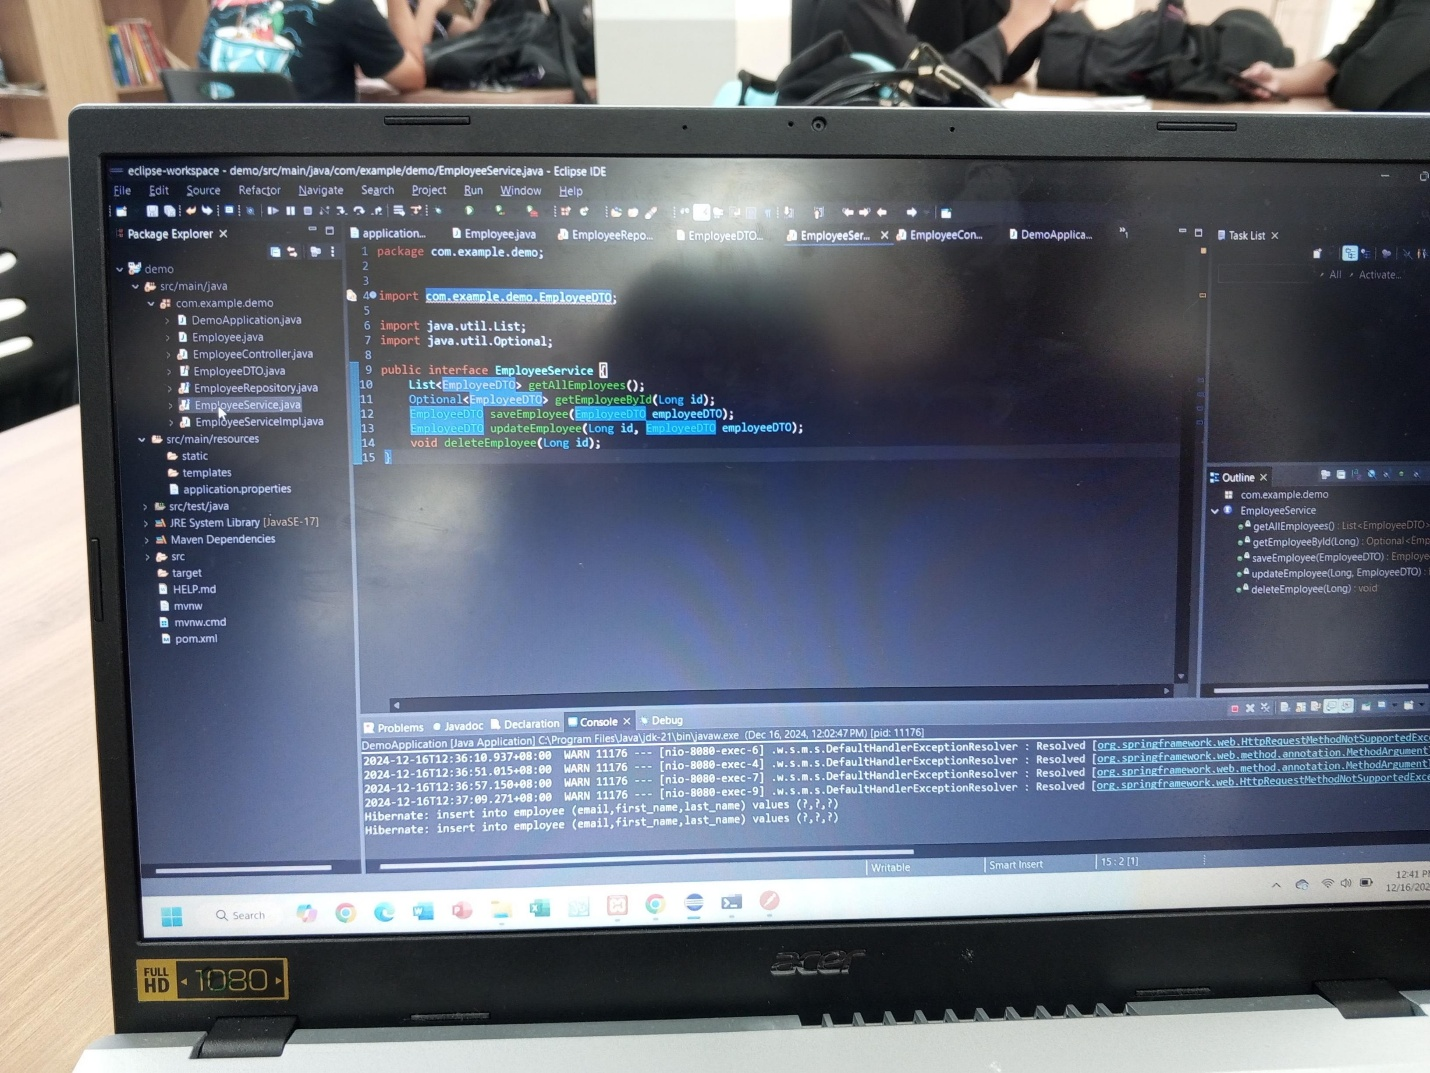 eclipse-workspace - demo/src/main/java/com/example/demo/EmployeeService.java - Eclipse IDE
File Edit Source Refactor Navigate Search Project Run Window Help
Package Explorer
demo
src/main/java
com.example.demo
DemoApplication.java
Employee.java
EmployeeController.java
EmployeeDTO.java
EmployeeRepository.java
EmployeeService.java
EmployeeServiceImpl.java
src/main/resources
static
templates
application.properties
src/test/java
JRE System Library [JavaSE-17]
Maven Dependencies
src
target
HELP.md
mvnw
mvnw.cmd
pom.xml
application... Employee.java EmployeeRepo... EmployeeDTO... EmployeeSer... EmployeeCon... DemoApplica... »1
1 package com.example.demo;
2
3
4 import com.example.demo.EmployeeDTO;
5
6 import java.util.List;
7 import java.util.Optional;
8
9 public interface EmployeeService {
10 List<EmployeeDTO> getAllEmployees();
11 Optional<EmployeeDTO> getEmployeeById(Long id);
12 EmployeeDTO saveEmployee(EmployeeDTO employeeDTO);
13 EmployeeDTO updateEmployee(Long id, EmployeeDTO employeeDTO);
14 void deleteEmployee(Long id);
15 }
Task List
All Activate...
Outline
com.example.demo
EmployeeService
getAllEmployees() : List<EmployeeDTO>
getEmployeeById(Long) : Optional<Emp
saveEmployee(EmployeeDTO) : Employe
updateEmployee(Long, EmployeeDTO) :
deleteEmployee(Long) : void
Problems Javadoc Declaration Console Debug
DemoApplication [Java Application] C:\Program Files\Java\jdk-21\bin\javaw.exe (Dec 16, 2024, 12:02:47 PM) [pid: 11176]
2024-12-16T12:36:10.937+08:00 WARN 11176 --- [nio-8080-exec-6] .w.s.m.s.DefaultHandlerExceptionResolver : Resolved [org.springframework.web.HttpRequestMethodNotSupportedExce
2024-12-16T12:36:51.015+08:00 WARN 11176 --- [nio-8080-exec-4] .w.s.m.s.DefaultHandlerExceptionResolver : Resolved [org.springframework.web.method.annotation.MethodArgument
2024-12-16T12:36:57.150+08:00 WARN 11176 --- [nio-8080-exec-7] .w.s.m.s.DefaultHandlerExceptionResolver : Resolved [org.springframework.web.method.annotation.MethodArgument
2024-12-16T12:37:09.271+08:00 WARN 11176 --- [nio-8080-exec-9] .w.s.m.s.DefaultHandlerExceptionResolver : Resolved [org.springframework.web.HttpRequestMethodNotSupportedExce
Hibernate: insert into employee (email,first_name,last_name) values (?,?,?)
Hibernate: insert into employee (email,first_name,last_name) values (?,?,?)
Writable Smart Insert 15 : 2 [1]
Search
12:41 P
12/16/202
FULL HD 1080
acer